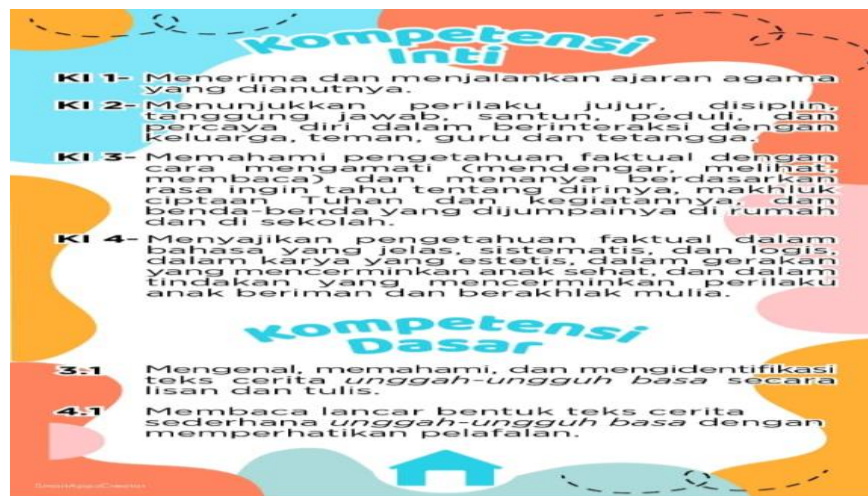 Kompetensi
Inti
KI 1- Menerima dan menjalankan ajaran agama
yang dianutnya.
KI 2- Menunjukkan perilaku jujur, disiplin,
tanggung jawab, santun, peduli, dan
percaya diri dalam berinteraksi dengan
keluarga, teman, guru dan tetangga.
KI 3- Memahami pengetahuan faktual dengan
cara mengamati (mendengar, melihat,
membaca) dan menanya berdasarkan
rasa ingin tahu tentang dirinya, makhluk
ciptaan Tuhan dan kegiatannya, dan
benda-benda yang dijumpainya di rumah
dan di sekolah.
KI 4- Menyajikan pengetahuan faktual dalam
bahasa yang jelas, sistematis, dan logis,
dalam karya yang estetis, dalam gerakan
yang mencerminkan anak sehat, dan dalam
tindakan yang mencerminkan perilaku
anak beriman dan berakhlak mulia.
Kompetensi
Dasar
3.1 Mengenal, memahami, dan mengidentifikasi
teks cerita unggah-ungguh basa secara
lisan dan tulis.
4.1 Membaca lancar bentuk teks cerita
sederhana unggah-ungguh basa dengan
memperhatikan pelafalan.
SmartAppsCreator